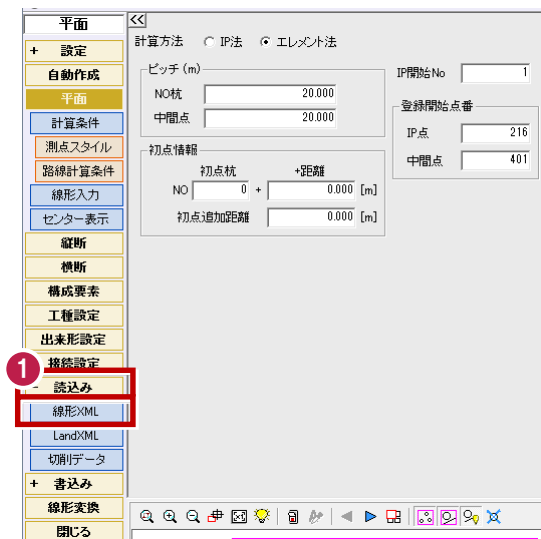 平面
<<
+ 設定
自動作成
平面
計算条件
測点スタイル
路線計算条件
線形入力
センター表示
縦断
横断
構成要素
工種設定
出来形設定
接続設定
1
- 読込み
線形XML
LandXML
切削データ
+ 書込み
線形変換
閉じる
計算方法 IP法 エレメント法
ピッチ (m)
NO杭 20.000
中間点 20.000
初点情報
初点杭 +距離
NO 0 + 0.000 [m]
初点追加距離 0.000 [m]
IP開始No 1
登録開始点番
IP点 216
中間点 401